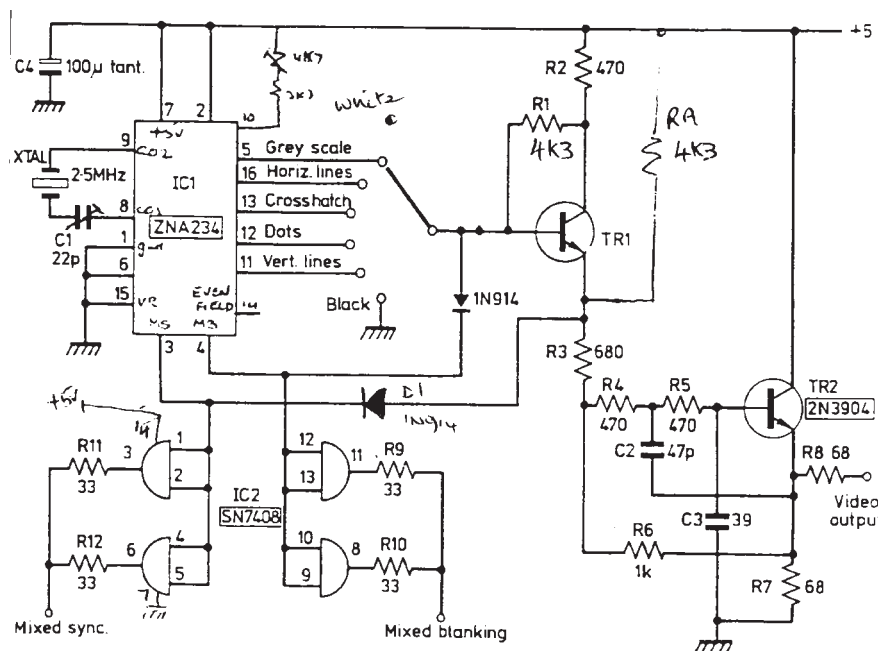 +5
C4 100µ tant.
4K7
3K3
R2 470
white
R1
4K3
RA
4K3
7 2 10
+5V
9 CO2
XTAL
2·5MHz
IC1
5 Grey scale
16 Horiz. lines
8
ZNA234
13 Crosshatch
C1
22p
1
12 Dots
TR1
6
11 Vert. lines
15 VR
EVEN
FIELD 14
MS MB
3 4
Black
1N914
R3 680
D1
1N914
R4
470
R5
470
TR2
2N3904
+5V
14
R11
33
3 1
2
12
13
11 R9
33
C2 47p
R8 68
Video
output
IC2
SN7408
R12
33
6 4
5
10
9
8 R10
33
C3 39
R6
1k
R7 68
7
Mixed sync.
Mixed blanking